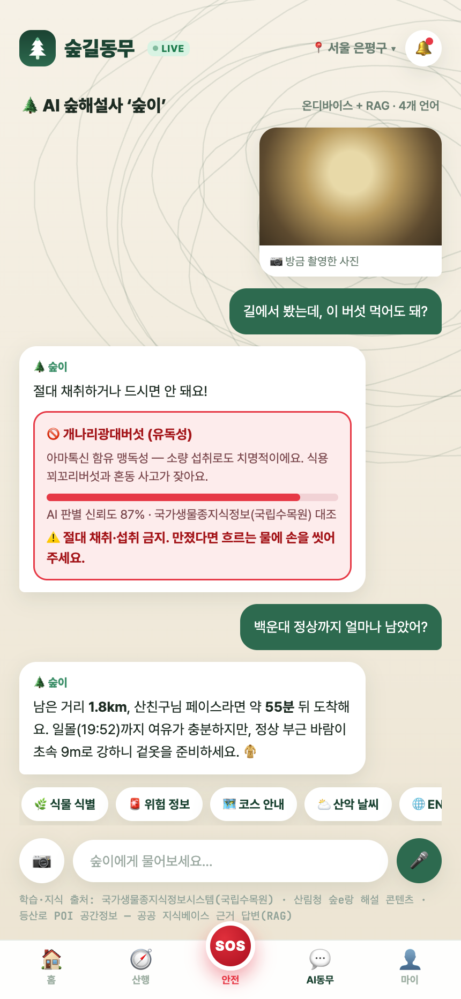 숲길동무
LIVE
📍 서울 은평구 ▾
🌲 AI 숲해설사 ‘숲이’
온디바이스 + RAG · 4개 언어
📷 방금 촬영한 사진
길에서 봤는데, 이 버섯 먹어도 돼?
🌲 숲이
절대 채취하거나 드시면 안 돼요!
🚫 개나리광대버섯 (유독성)
아마톡신 함유 맹독성 — 소량 섭취로도 치명적이에요. 식용
꾀꼬리버섯과 혼동 사고가 잦아요.
AI 판별 신뢰도 87% · 국가생물종지식정보(국립수목원) 대조
⚠️ 절대 채취·섭취 금지. 만졌다면 흐르는 물에 손을 씻어
주세요.
백운대 정상까지 얼마나 남았어?
🌲 숲이
남은 거리 1.8km, 산친구님 페이스라면 약 55분 뒤 도착해
요. 일몰(19:52)까지 여유가 충분하지만, 정상 부근 바람이
초속 9m로 강하니 겉옷을 준비하세요. 🧥
🌿 식물 식별
🚨 위험 정보
🗺️ 코스 안내
🌥️ 산악 날씨
🌐 EN
숲이에게 물어보세요...
학습·지식 출처: 국가생물종지식정보시스템(국립수목원) · 산림청 숲e랑 해설 콘텐츠 ·
등산로 POI 공간정보 — 공공 지식베이스 근거 답변(RAG)
홈
산행
SOS
안전
AI동무
마이